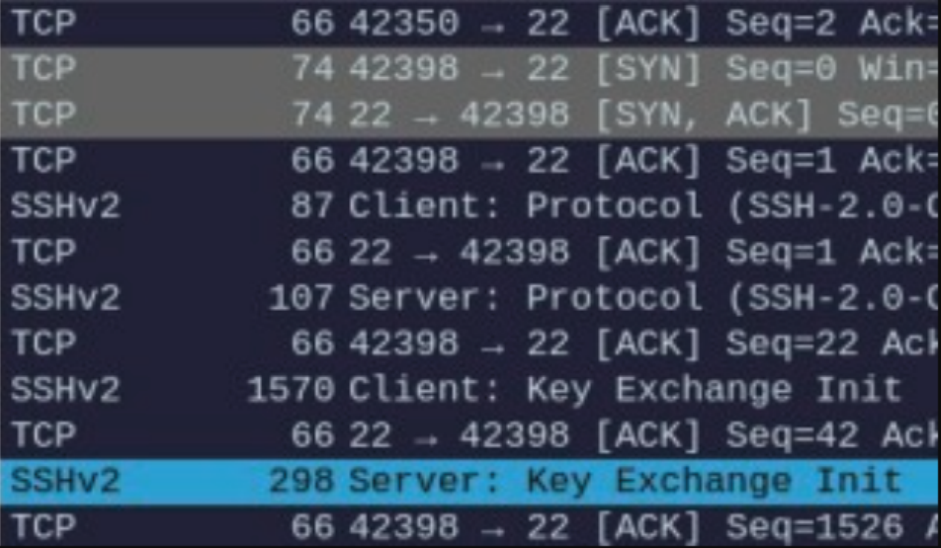 TCP 66 42350 → 22 [ACK] Seq=2 Ack=
TCP 74 42398 → 22 [SYN] Seq=0 Win=
TCP 74 22 → 42398 [SYN, ACK] Seq=0
TCP 66 42398 → 22 [ACK] Seq=1 Ack=
SSHv2 87 Client: Protocol (SSH-2.0-O
TCP 66 22 → 42398 [ACK] Seq=1 Ack=
SSHv2 107 Server: Protocol (SSH-2.0-O
TCP 66 42398 → 22 [ACK] Seq=22 Ack
SSHv2 1570 Client: Key Exchange Init
TCP 66 22 → 42398 [ACK] Seq=42 Ack
SSHv2 298 Server: Key Exchange Init
TCP 66 42398 → 22 [ACK] Seq=1526 A